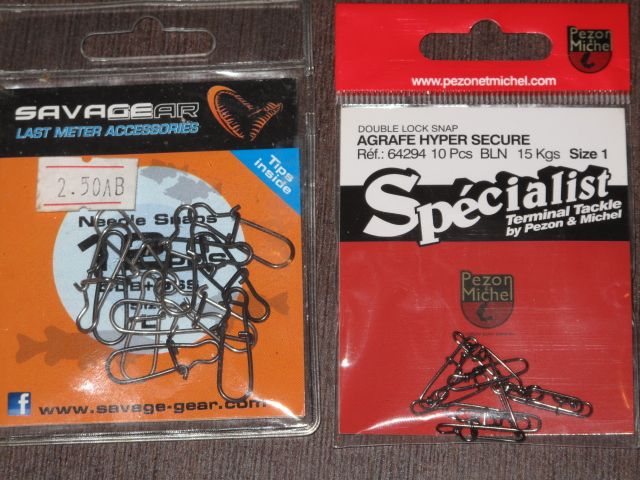 SAVAGEAR
LAST METER ACCESSORIES
Tips
inside
2.50AB
Needle Snaps
www.savage-gear.com
Pezon
& Michel
www.pezonetmichel.com
DOUBLE LOCK SNAP
AGRAFE HYPER SECURE
Réf.: 64294 10 Pcs BLN 15 Kgs Size 1
Spécialist
Terminal Tackle
by Pezon & Michel
Pezon
& Michel